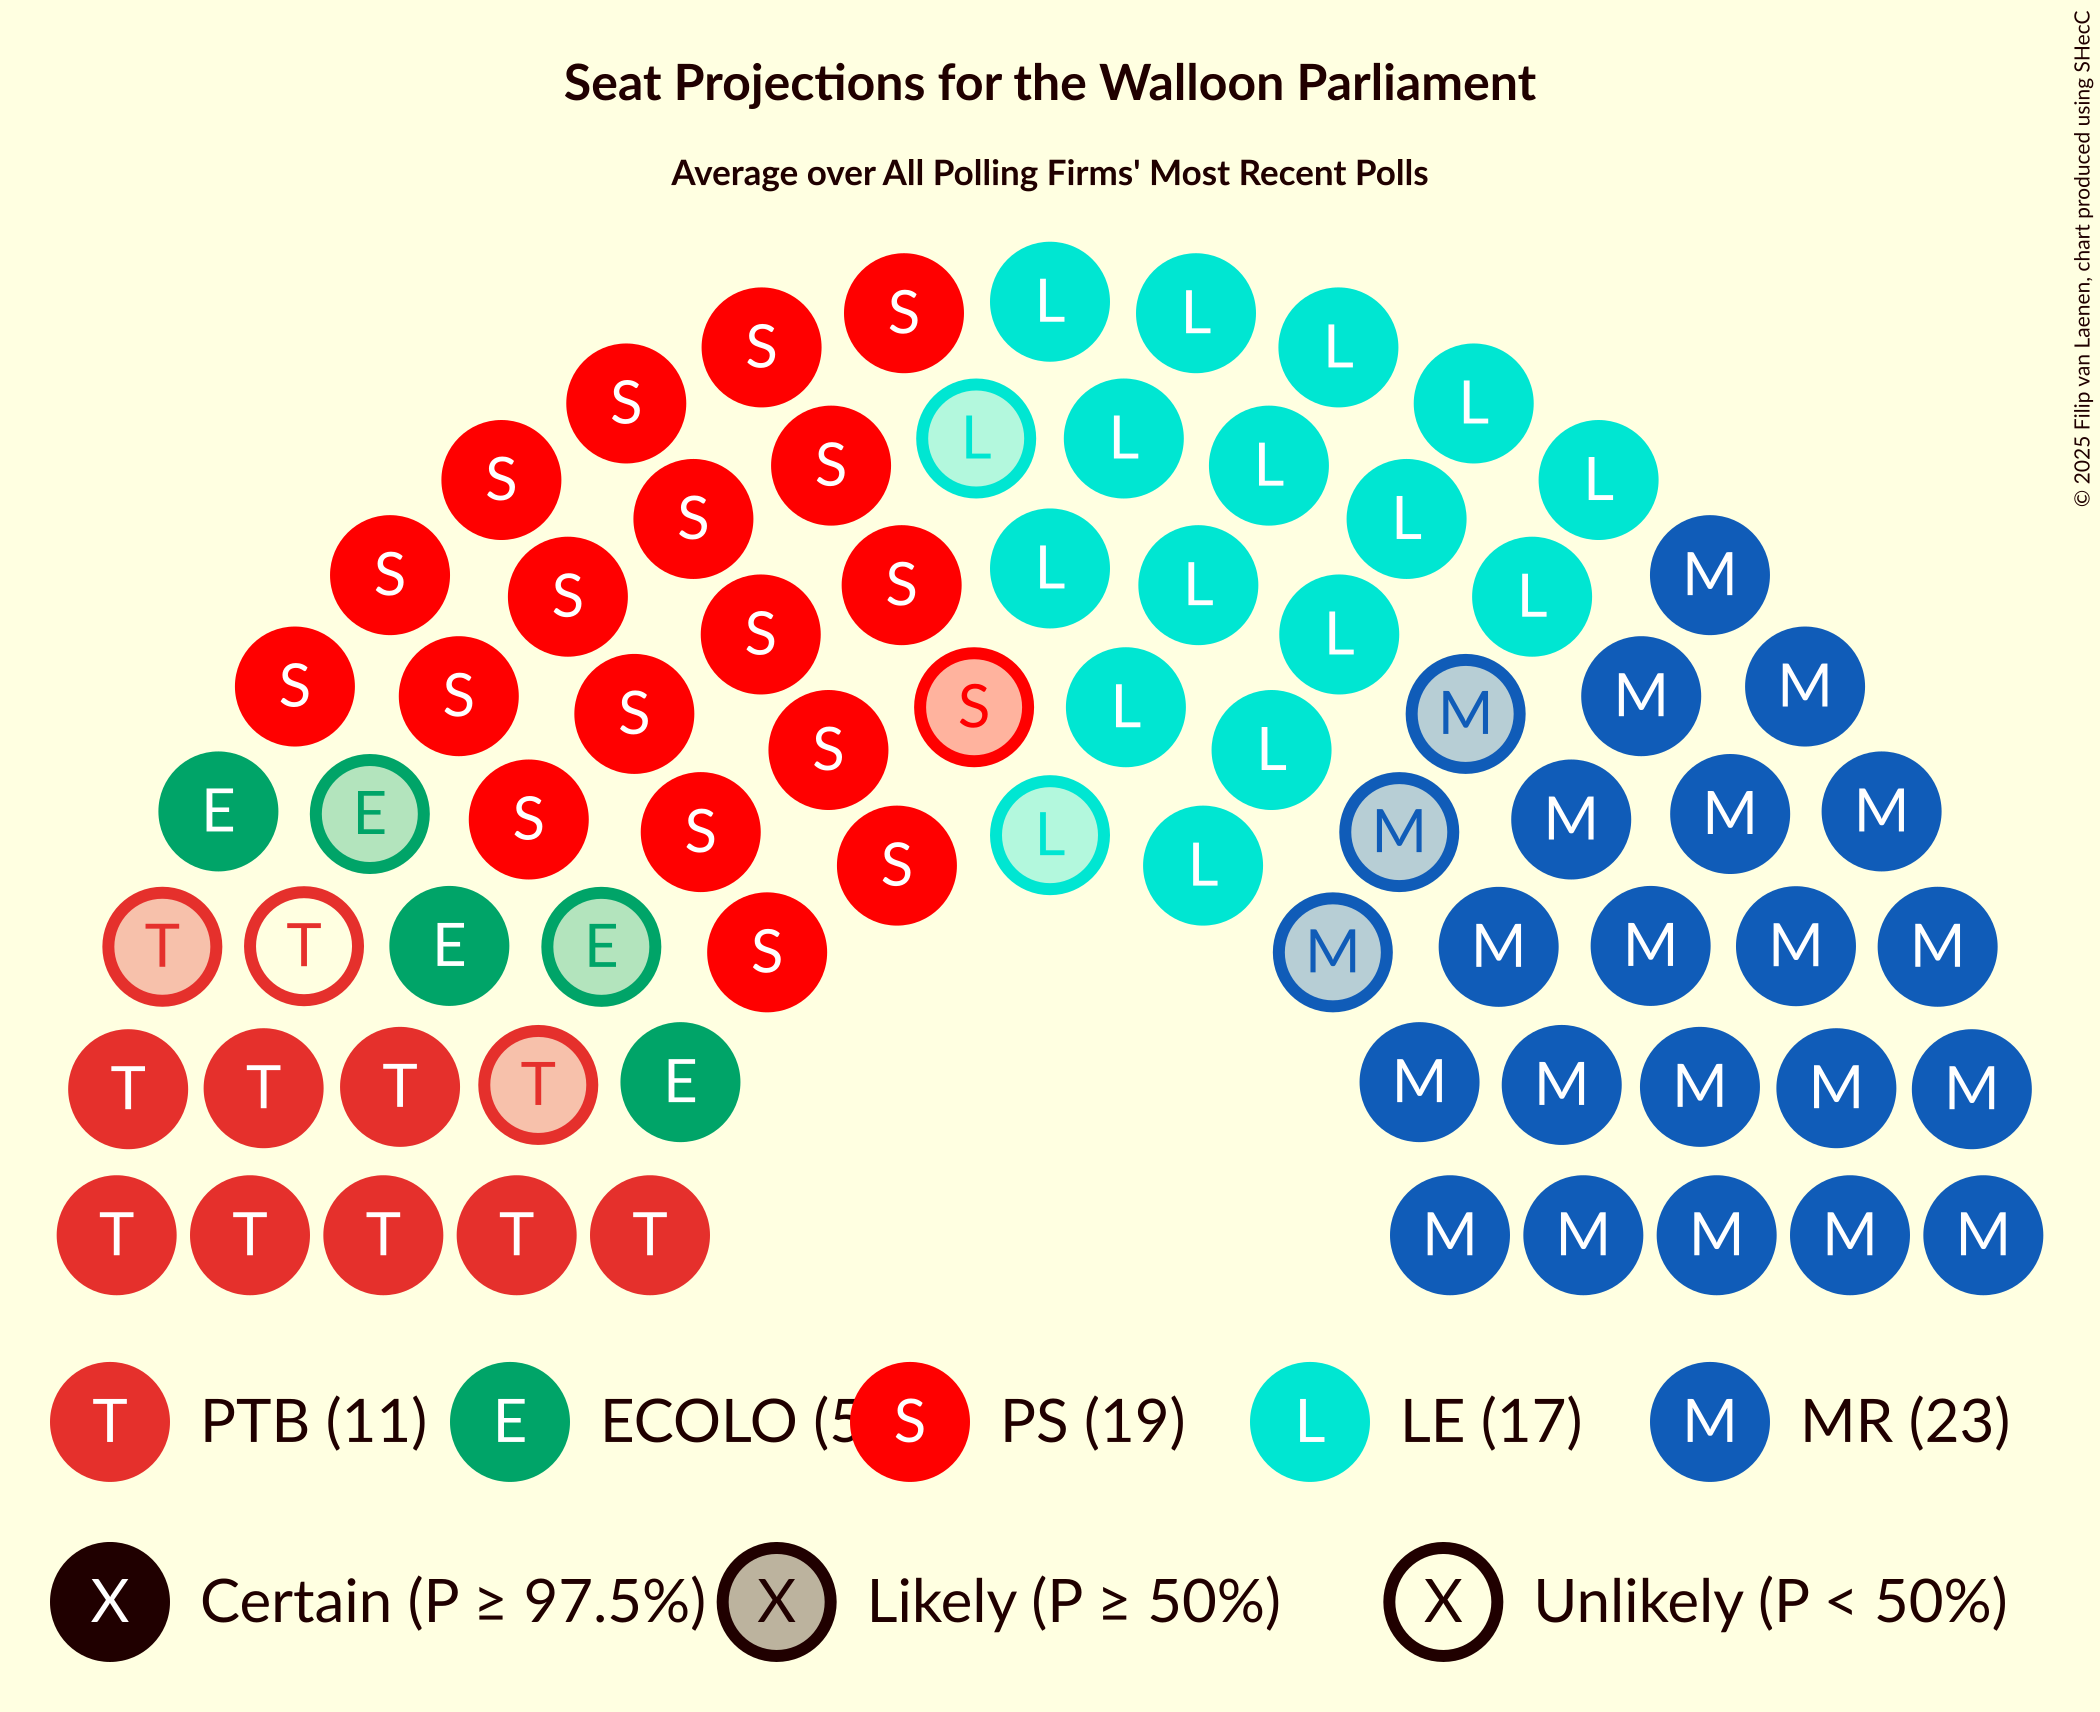 Seat Projections for the Walloon Parliament
Average over All Polling Firms' Most Recent Polls
© 2025 Filip van Laenen, chart produced using SHecC
L
S L
S L
S L
L L
S L
S L
S L
L
S L
S L
S M
S L
S L
S M
S M
S M
S L
S M
E M
E M
S M
S M
L
S L
T M
T M
E M
E M
S M
T M
T M
T M
T M
E M
T T T T T M M M M M
T PTB (11) E ECOLO (5 S PS (19) L LE (17) M MR (23)
X Certain (P ≥ 97.5%) X Likely (P ≥ 50%) X Unlikely (P < 50%)